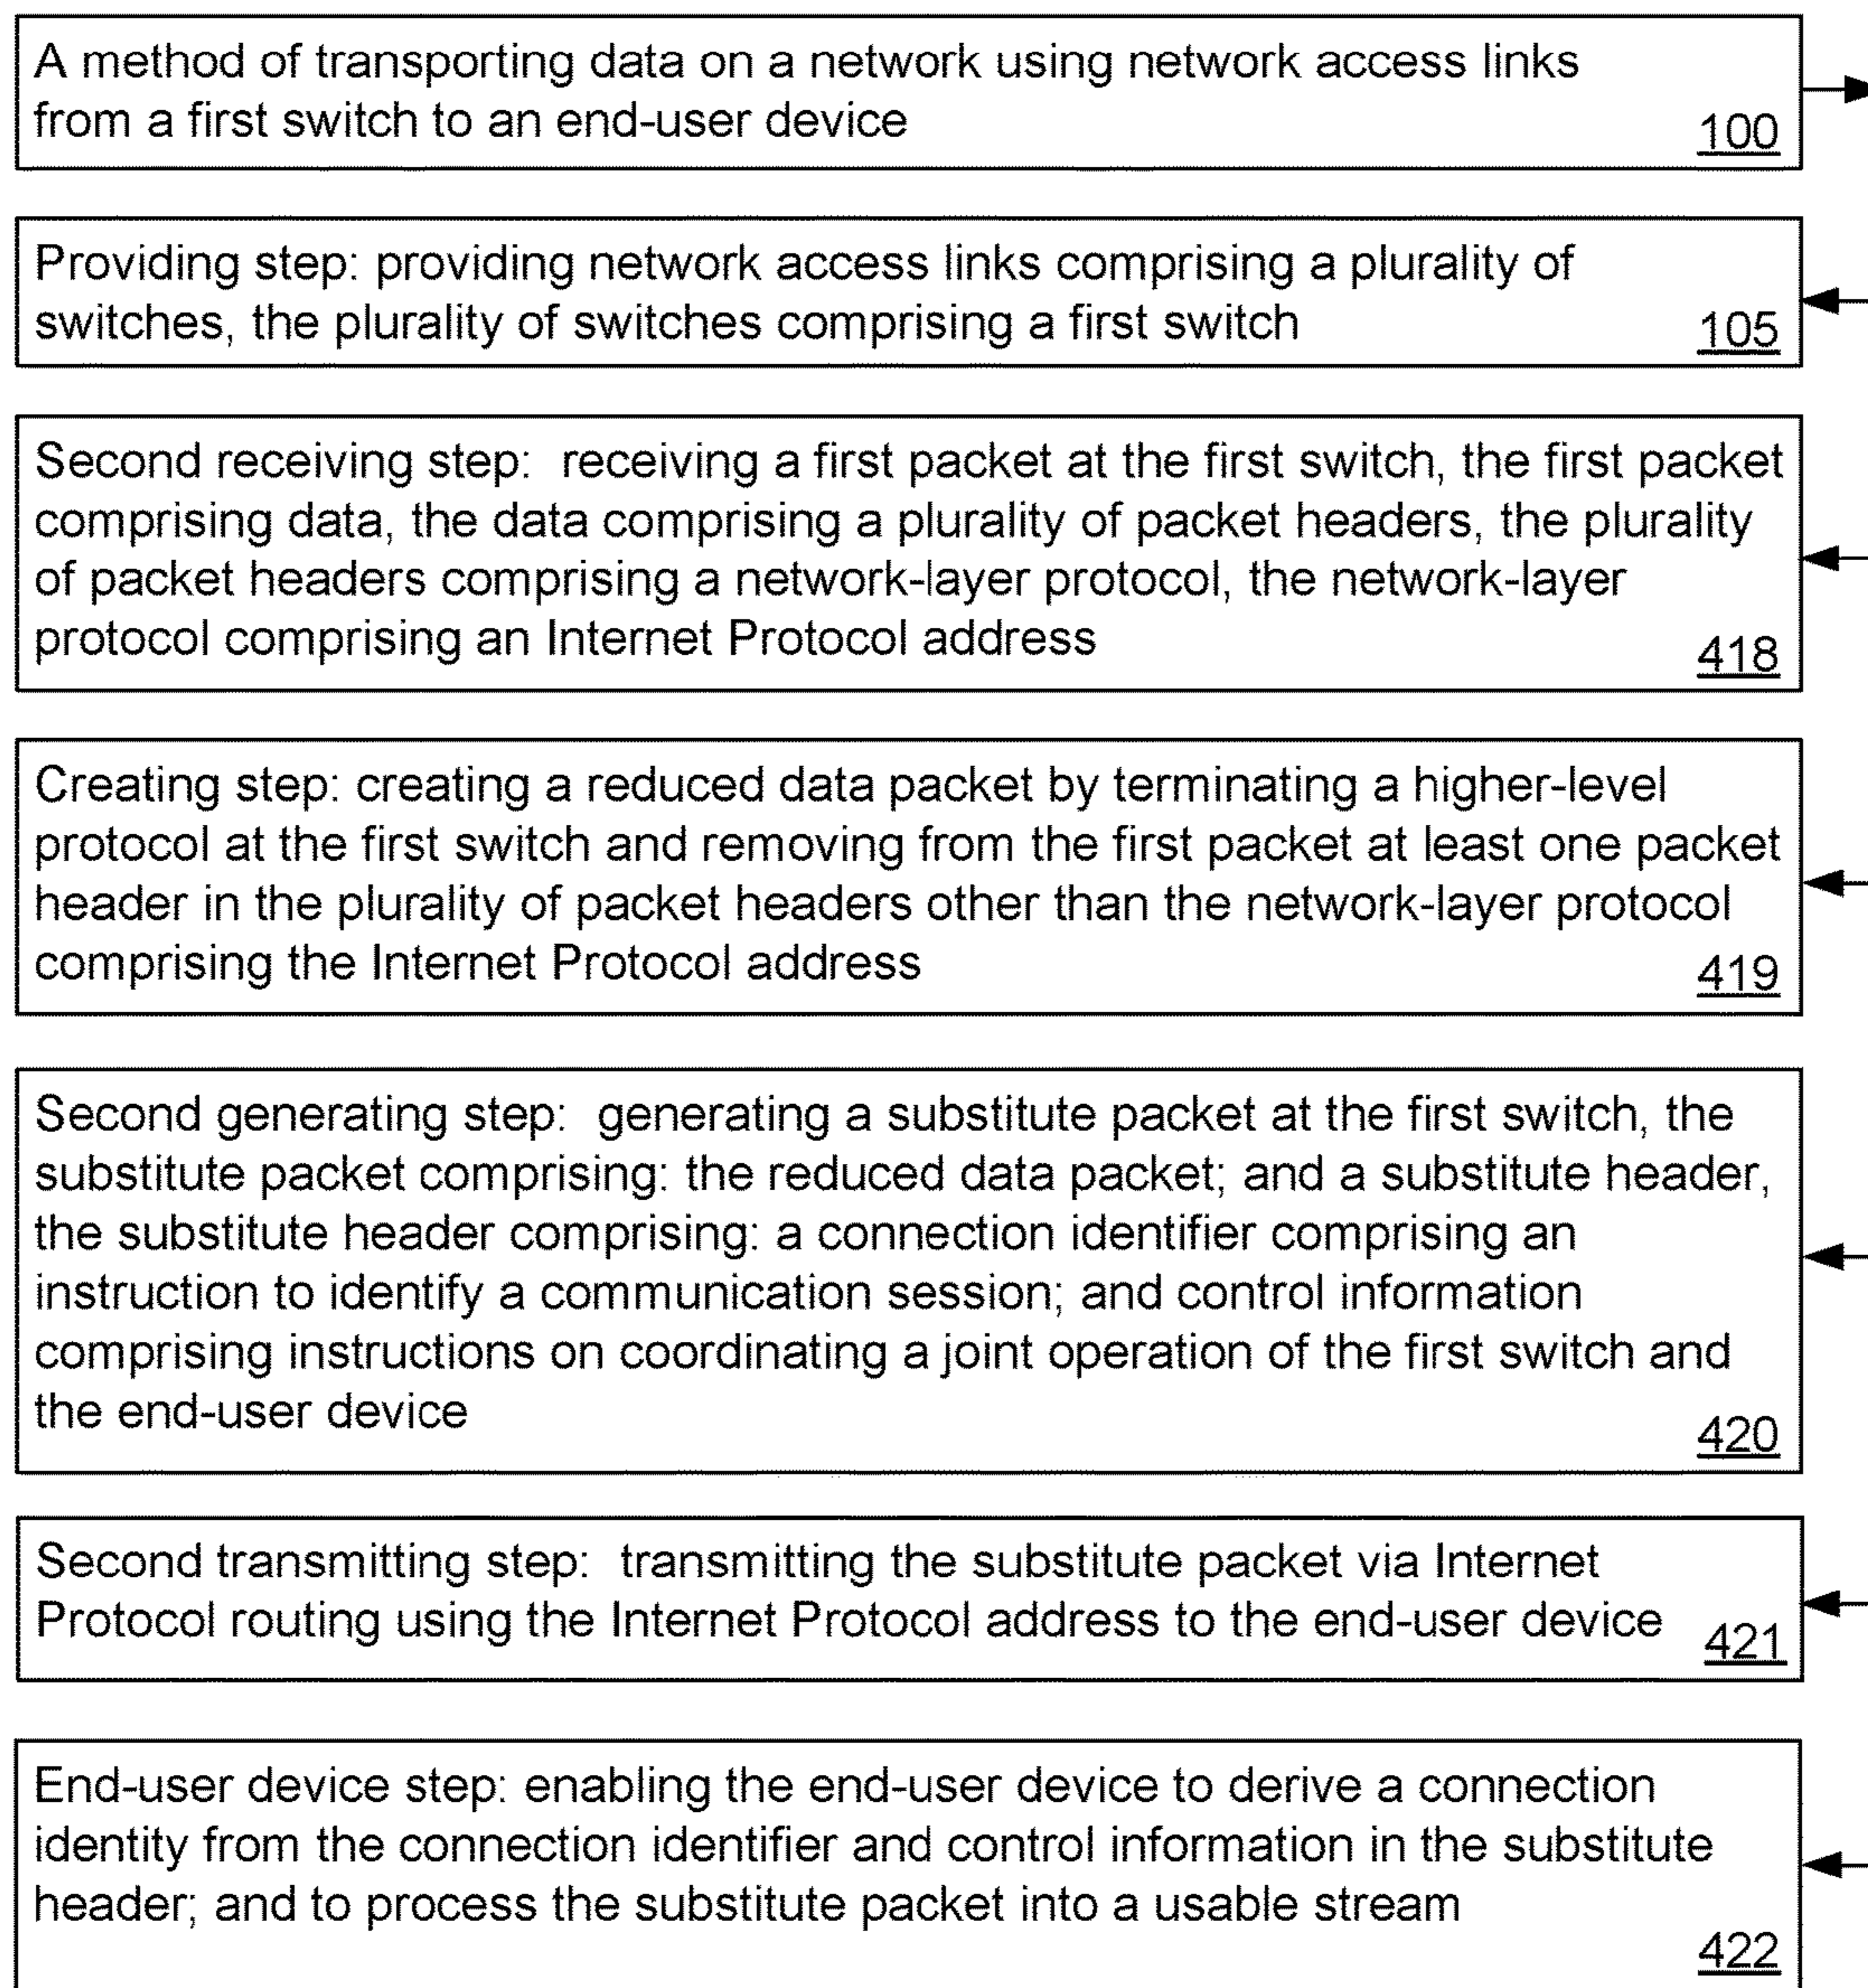 A method of transporting data on a network using network access links
from a first switch to an end-user device
100
Providing step: providing network access links comprising a plurality of
switches, the plurality of switches comprising a first switch
105
Second receiving step: receiving a first packet at the first switch, the first packet
comprising data, the data comprising a plurality of packet headers, the plurality
of packet headers comprising a network-layer protocol, the network-layer
protocol comprising an Internet Protocol address
418
Creating step: creating a reduced data packet by terminating a higher-level
protocol at the first switch and removing from the first packet at least one packet
header in the plurality of packet headers other than the network-layer protocol
comprising the Internet Protocol address
419
Second generating step: generating a substitute packet at the first switch, the
substitute packet comprising: the reduced data packet; and a substitute header,
the substitute header comprising: a connection identifier comprising an
instruction to identify a communication session; and control information
comprising instructions on coordinating a joint operation of the first switch and
the end-user device
420
Second transmitting step: transmitting the substitute packet via Internet
Protocol routing using the Internet Protocol address to the end-user device
421
End-user device step: enabling the end-user device to derive a connection
identity from the connection identifier and control information in the substitute
header; and to process the substitute packet into a usable stream
422